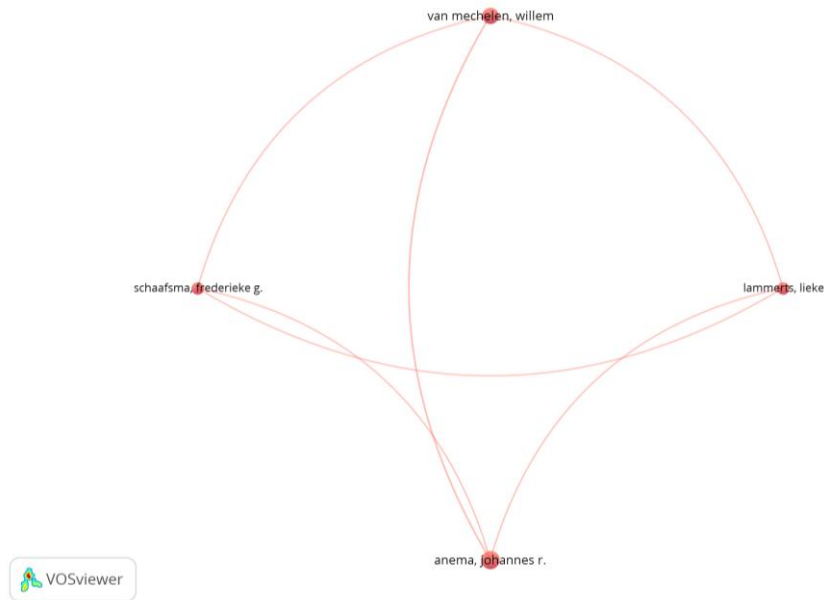 van mechelen, willem
schaafsma, frederieke g.
lammerts, lieke
anema, johannes r.
VOSviewer